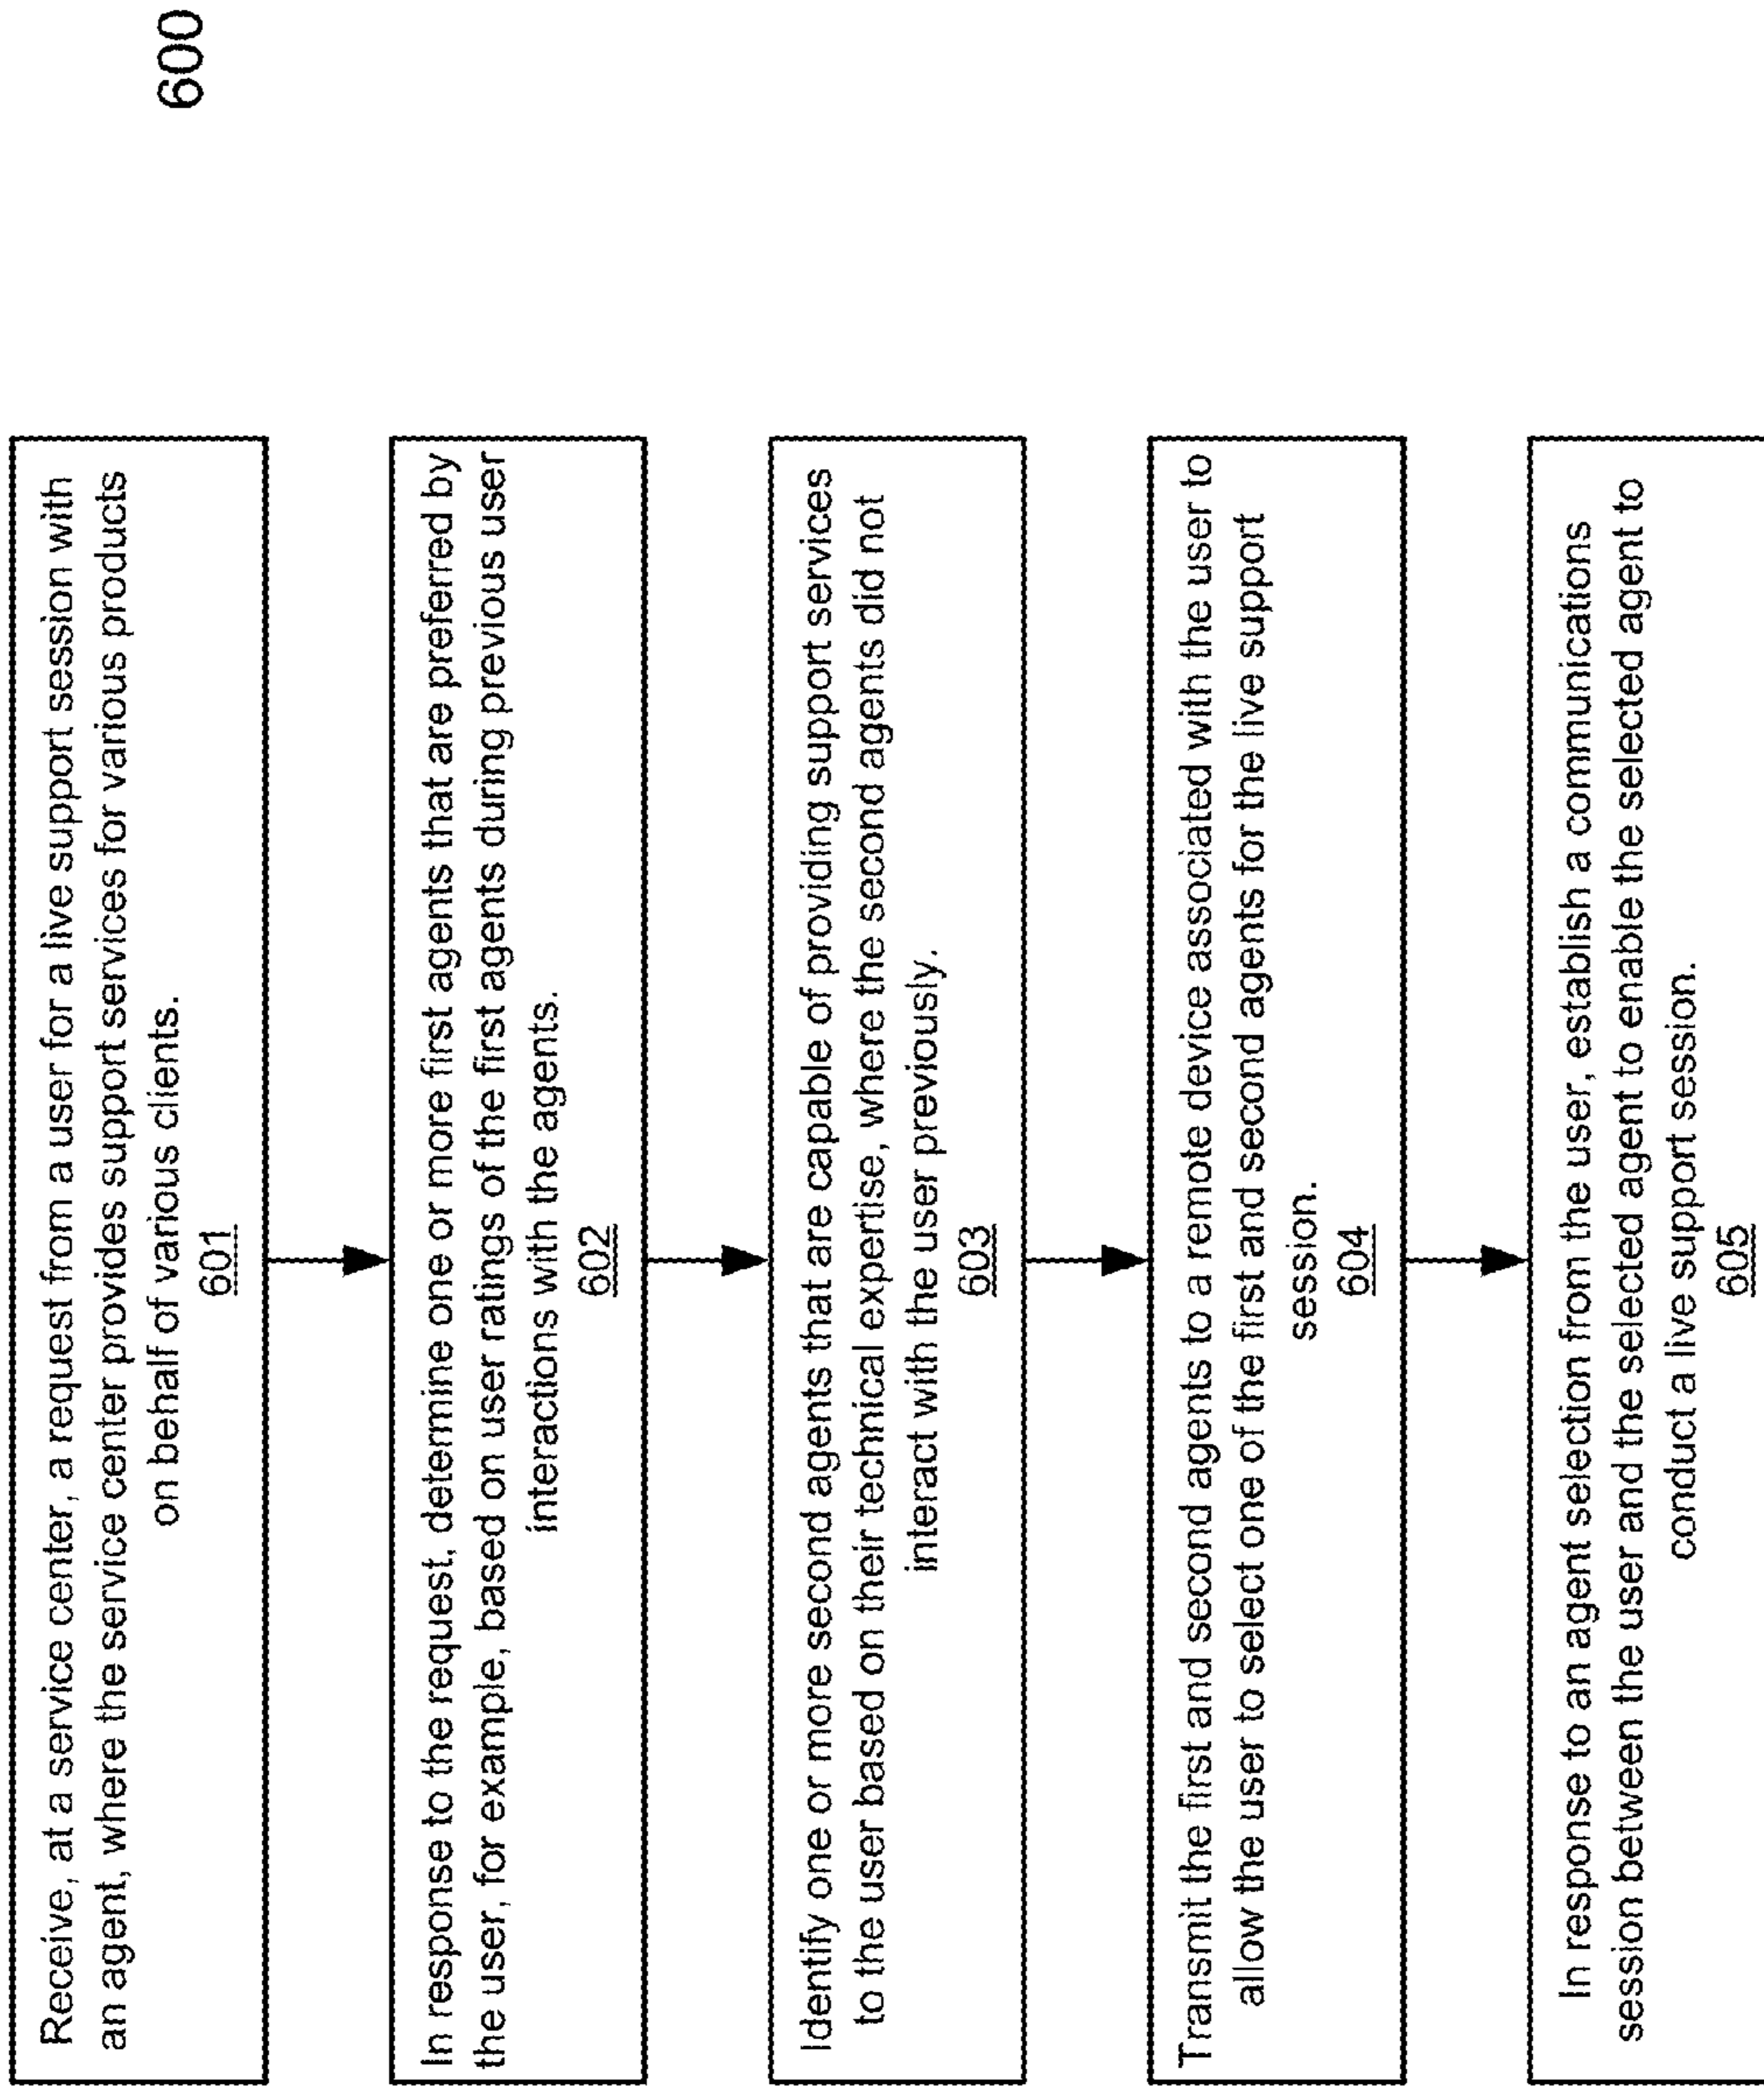 600
Receive, at a service center, a request from a user for a live support session with
an agent, where the service center provides support services for various products
on behalf of various clients.
601
In response to the request, determine one or more first agents that are preferred by
the user, for example, based on user ratings of the first agents during previous user
interactions with the agents.
602
Identify one or more second agents that are capable of providing support services
to the user based on their technical expertise, where the second agents did not
interact with the user previously.
603
Transmit the first and second agents to a remote device associated with the user to
allow the user to select one of the first and second agents for the live support
session.
604
In response to an agent selection from the user, establish a communications
session between the user and the selected agent to enable the selected agent to
conduct a live support session.
605